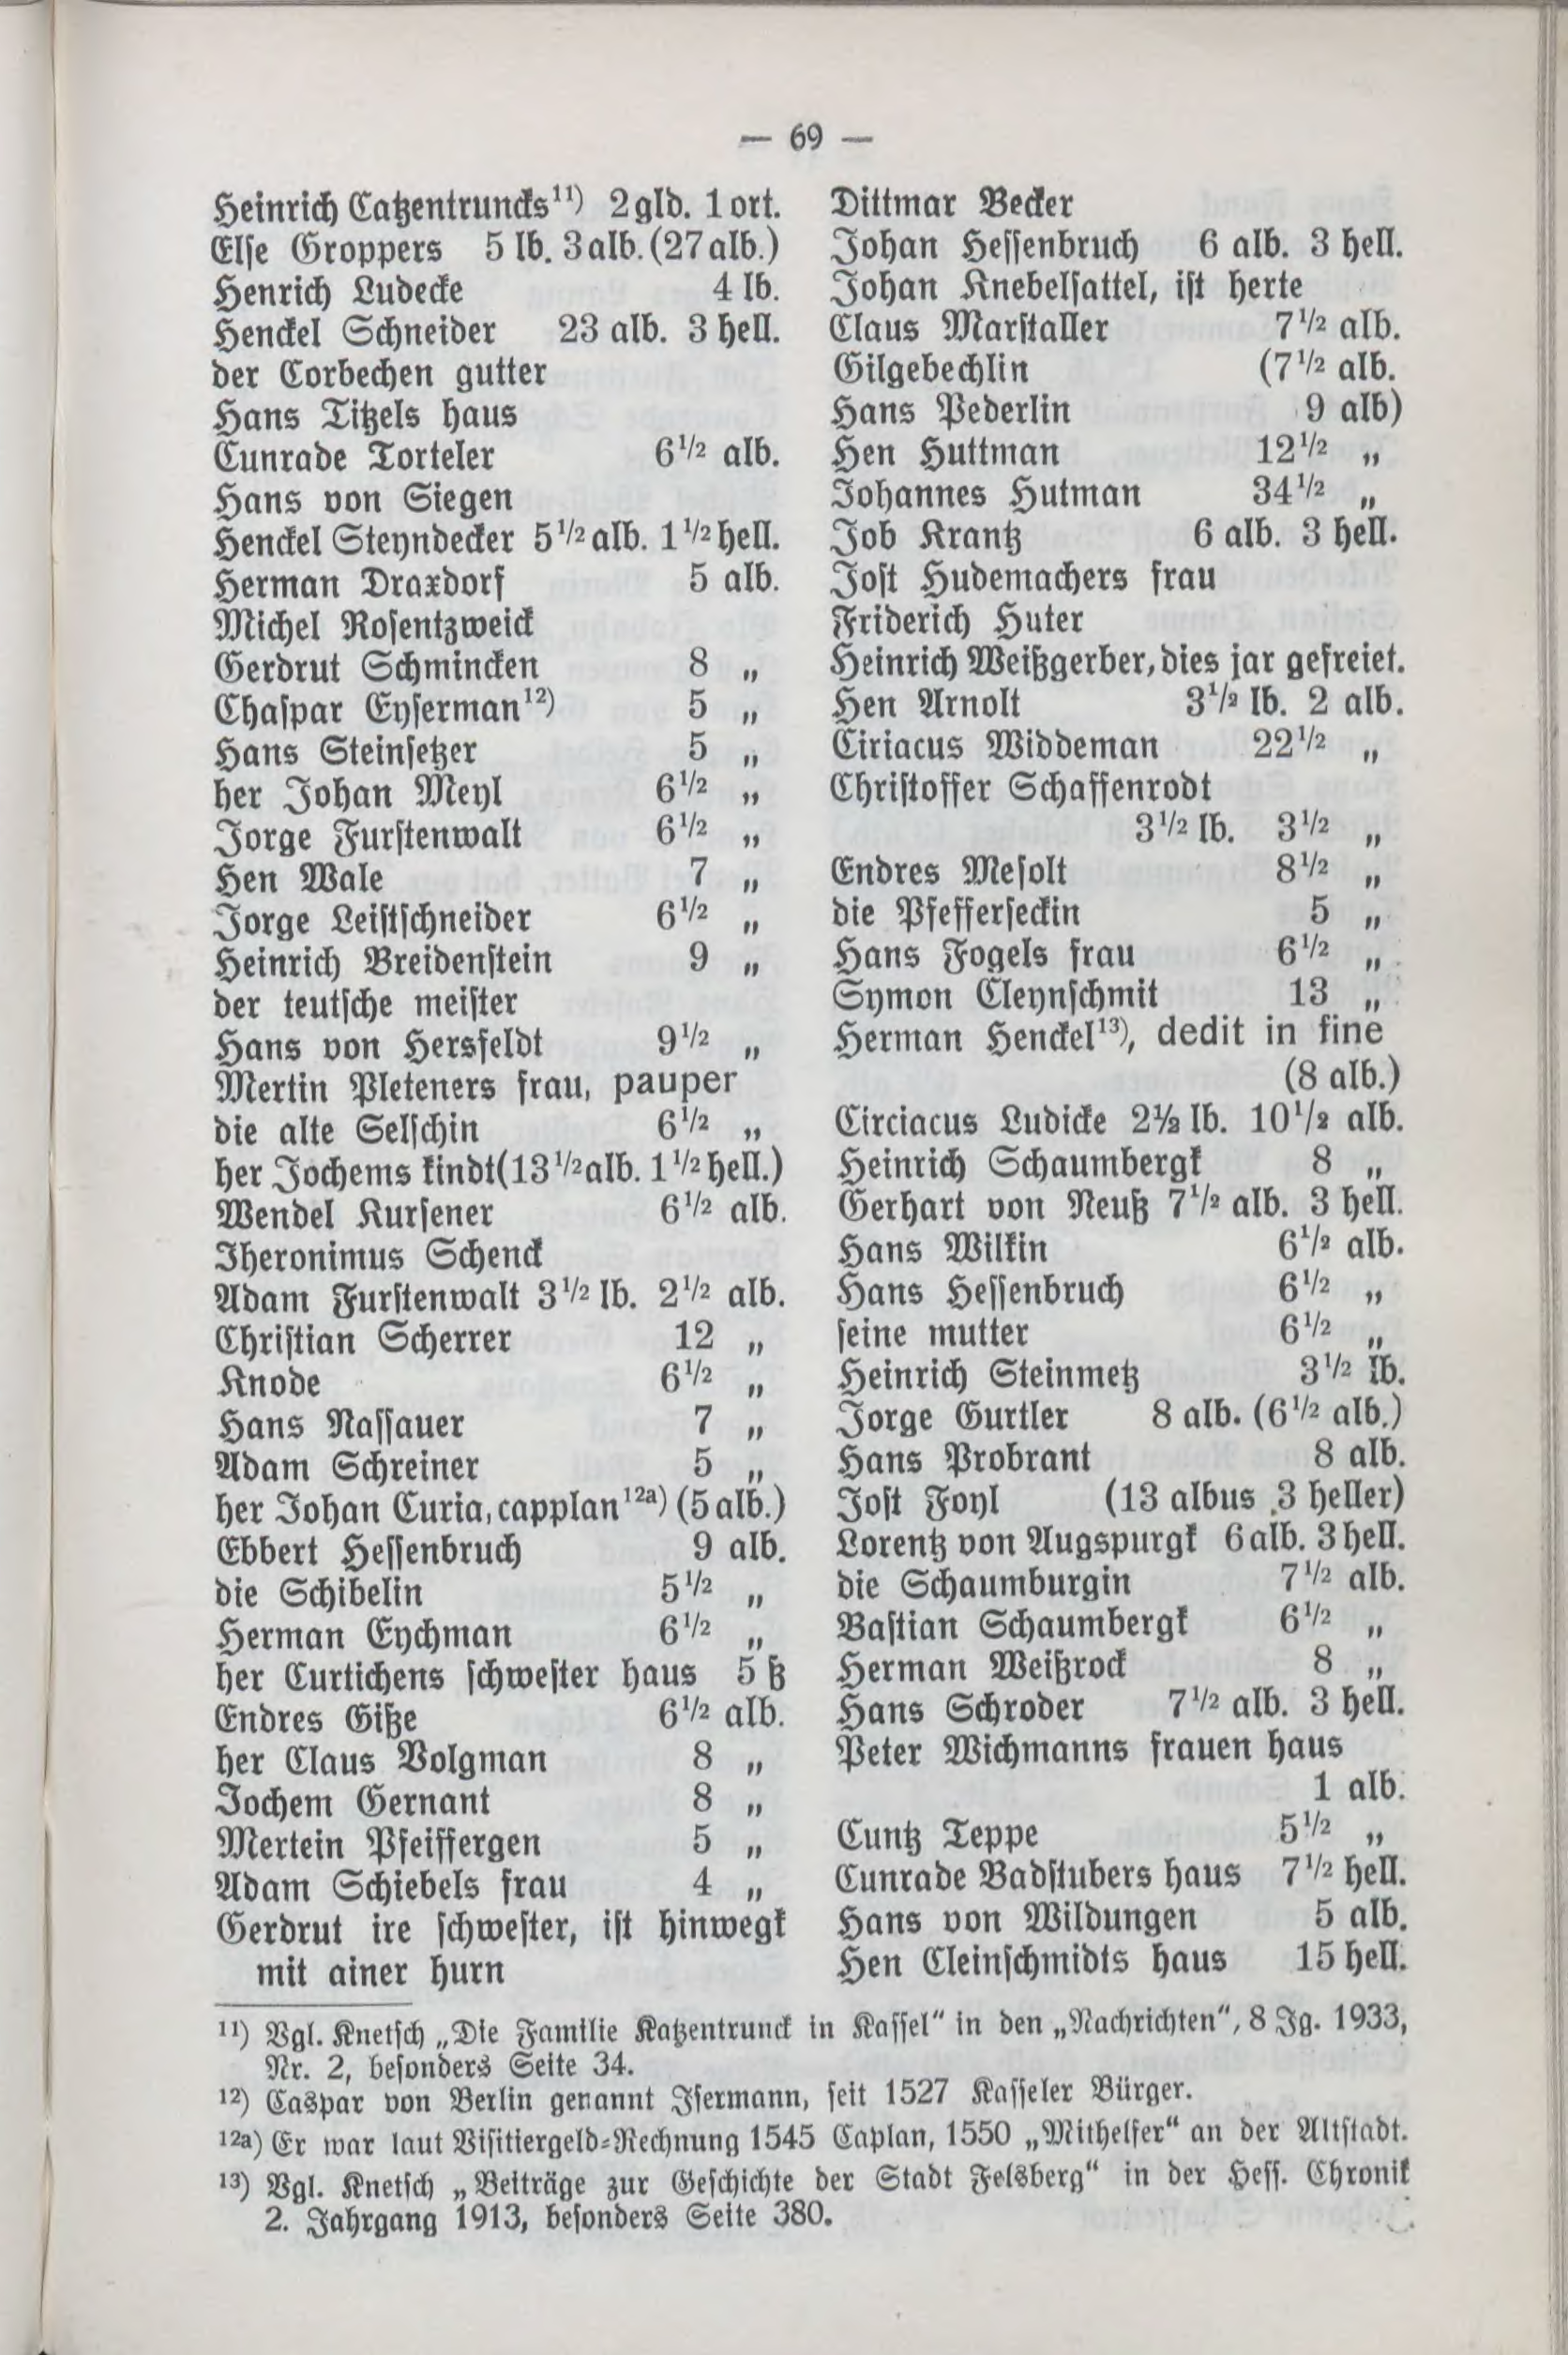 — 69 —
Heinrich Catzentruncks¹¹) 2 gld. 1 ort.
Else Groppers 5 lb. 3 alb. (27 alb.)
Henrich Ludecke 4 lb.
Henckel Schneider 23 alb. 3 hell.
der Corbechen gutter
Hans Titzels haus
Cunrade Torteler 6½ alb.
Hans von Siegen
Henckel Steyndecker 5½ alb. 1½ hell.
Herman Draxdorf 5 alb.
Michel Rosentzweick
Gerdrut Schmincken 8 „
Chaspar Eyserman¹²) 5 „
Hans Steinsetzer 5 „
her Johan Meyl 6½ „
Jorge Furstenwalt 6½ „
Hen Wale 7 „
Jorge Leistschneider 6½ „
Heinrich Breidenstein 9 „
der teutsche meister
Hans von Hersfeldt 9½ „
Mertin Pleteners frau, pauper
die alte Selschin 6½ „
her Jochems kindt (13½ alb. 1½ hell.)
Wendel Kursener 6½ alb.
Jheronimus Schenck
Adam Furstenwalt 3½ lb. 2½ alb.
Christian Scherrer 12 „
Knode 6½ „
Hans Nassauer 7 „
Adam Schreiner 5 „
her Johan Curia, capplan¹²ᵃ) (5 alb.)
Ebbert Hessenbruch 9 alb.
die Schibelin 5½ „
Herman Eychman 6½ „
her Curtichens schwester haus 5 ß
Endres Giße 6½ alb.
her Claus Volgman 8 „
Jochem Gernant 8 „
Mertein Pfeiffergen 5 „
Adam Schiebels frau 4 „
Gerdrut ire schwester, ist hinwegk
mit ainer hurn
Dittmar Becker
Johan Hessenbruch 6 alb. 3 hell.
Johan Knebelsattel, ist herte
Claus Marstaller 7½ alb.
Gilgebechlin (7½ alb.
Hans Pederlin 9 alb)
Hen Huttman 12½ „
Johannes Hutman 34½ „
Job Krantz 6 alb. 3 hell.
Jost Hudemachers frau
Friderich Huter
Heinrich Weißgerber, dies jar gefreiet.
Hen Arnolt 3½ lb. 2 alb.
Ciriacus Widdeman 22½ „
Christoffer Schaffenrodt
3½ lb. 3½ „
Endres Mesolt 8½ „
die Pfefferseckin 5 „
Hans Fogels frau 6½ „
Symon Cleynschmit 13 „
Herman Henckel¹³), dedit in fine
(8 alb.)
Circiacus Ludicke 2½ lb. 10½ alb.
Heinrich Schaumbergk 8 „
Gerhart von Neuß 7½ alb. 3 hell.
Hans Wilkin 6½ alb.
Hans Hessenbruch 6½ „
seine mutter 6½ „
Heinrich Steinmetz 3½ lb.
Jorge Gurtler 8 alb. (6½ alb.)
Hans Probrant 8 alb.
Jost Foyl (13 albus 3 heller)
Lorentz von Augspurgk 6 alb. 3 hell.
die Schaumburgin 7½ alb.
Bastian Schaumbergk 6½ „
Herman Weißrock 8 „
Hans Schroder 7½ alb. 3 hell.
Peter Wichmanns frauen haus
1 alb.
Cuntz Teppe 5½ „
Cunrade Badstubers haus 7½ hell.
Hans von Wildungen 5 alb.
Hen Cleinschmidts haus 15 hell.
¹¹) Vgl. Knetsch „Die Familie Katzentrunck in Kassel“ in den „Nachrichten“, 8 Jg. 1933,
Nr. 2, besonders Seite 34.
¹²) Caspar von Berlin genannt Isermann, seit 1527 Kasseler Bürger.
¹²ᵃ) Er war laut Visitiergeld-Rechnung 1545 Caplan, 1550 „Mithelfer“ an der Altstadt.
¹³) Vgl. Knetsch „Beiträge zur Geschichte der Stadt Felsberg“ in der Hess. Chronik
2. Jahrgang 1913, besonders Seite 380.